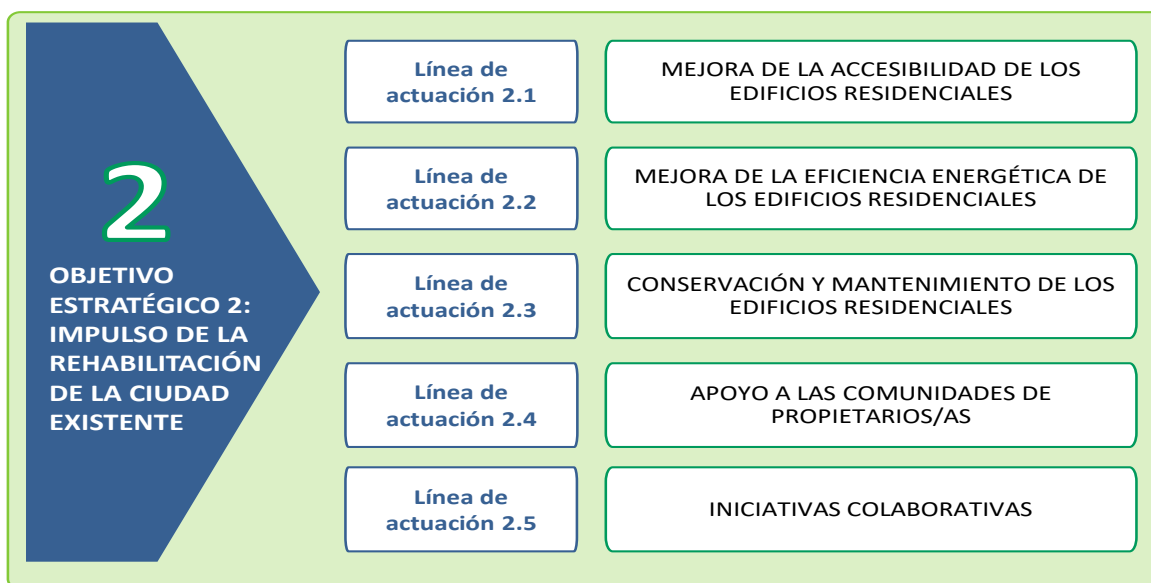 2
OBJETIVO
ESTRATÉGICO 2:
IMPULSO DE LA
REHABILITACIÓN
DE LA CIUDAD
EXISTENTE
Línea de
actuación 2.1
MEJORA DE LA ACCESIBILIDAD DE LOS
EDIFICIOS RESIDENCIALES
Línea de
actuación 2.2
MEJORA DE LA EFICIENCIA ENERGÉTICA DE
LOS EDIFICIOS RESIDENCIALES
Línea de
actuación 2.3
CONSERVACIÓN Y MANTENIMIENTO DE LOS
EDIFICIOS RESIDENCIALES
Línea de
actuación 2.4
APOYO A LAS COMUNIDADES DE
PROPIETARIOS/AS
Línea de
actuación 2.5
INICIATIVAS COLABORATIVAS